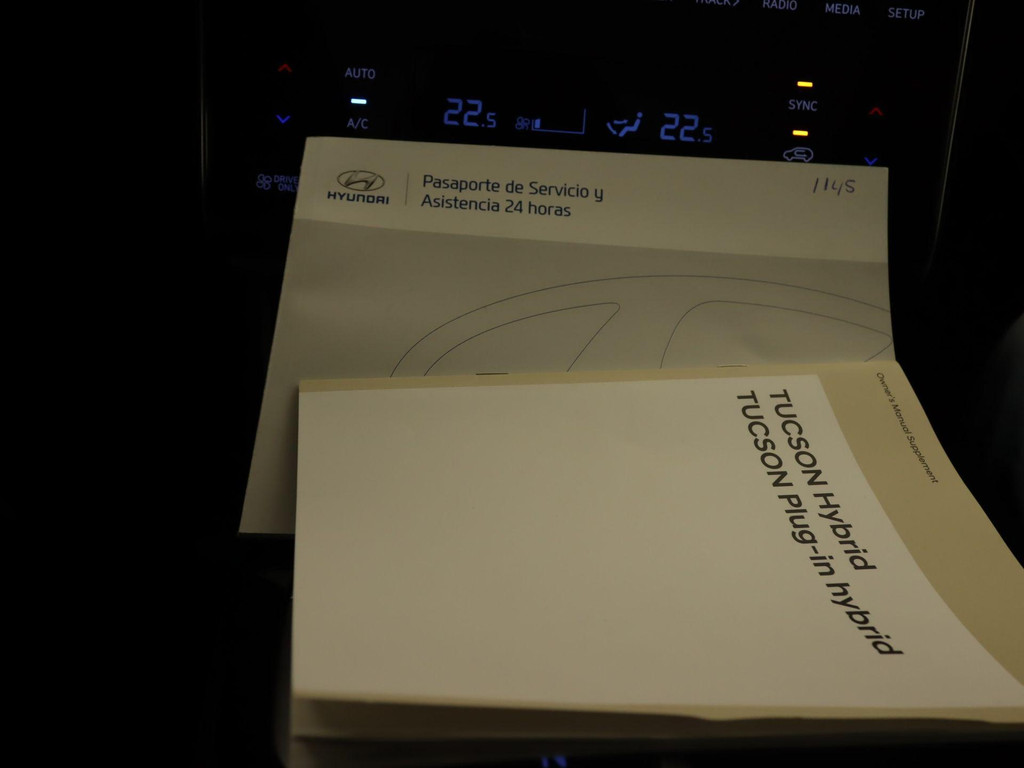 TRACK
RADIO
MEDIA
SETUP
AUTO
A/C
22.5
22.5
SYNC
DRIVER
ONLY
HYUNDAI
Pasaporte de Servicio y
Asistencia 24 horas
1145
Owner's Manual Supplement
TUCSON Hybrid
TUCSON Plug-in hybrid